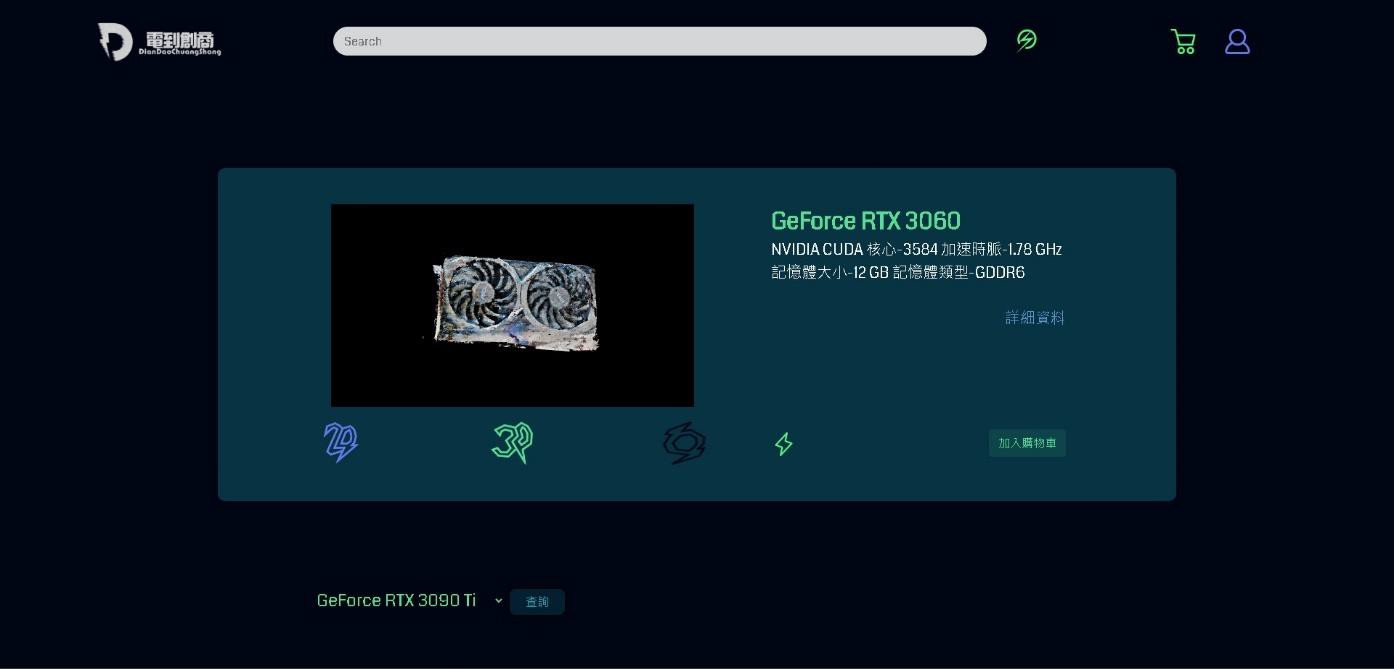 電到創商
DianDaoChuangShang
Search
GeForce RTX 3060
NVIDIA CUDA 核心-3584 加速時脈-1.78 GHz
記憶體大小-12 GB 記憶體類型-GDDR6
詳細資料
2D
3D
加入購物車
GeForce RTX 3090 Ti
查詢